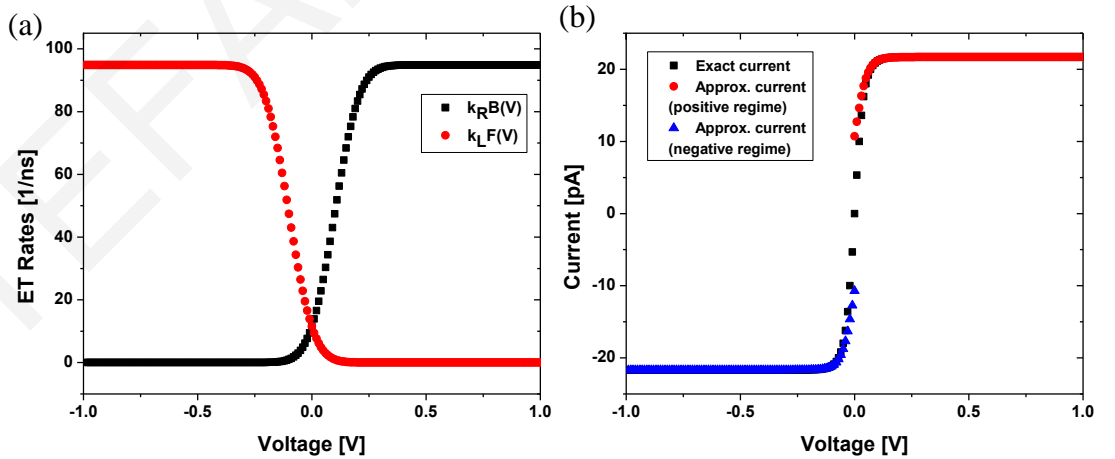 (a)
100
80
60
40
20
0
ET Rates [1/ns]
-1.0
-0.5
0.0
0.5
1.0
Voltage [V]
k_RB(V)
k_LF(V)
(b)
20
10
0
-10
-20
Current [pA]
-1.0
-0.5
0.0
0.5
1.0
Voltage [V]
Exact current
Approx. current
(positive regime)
Approx. current
(negative regime)